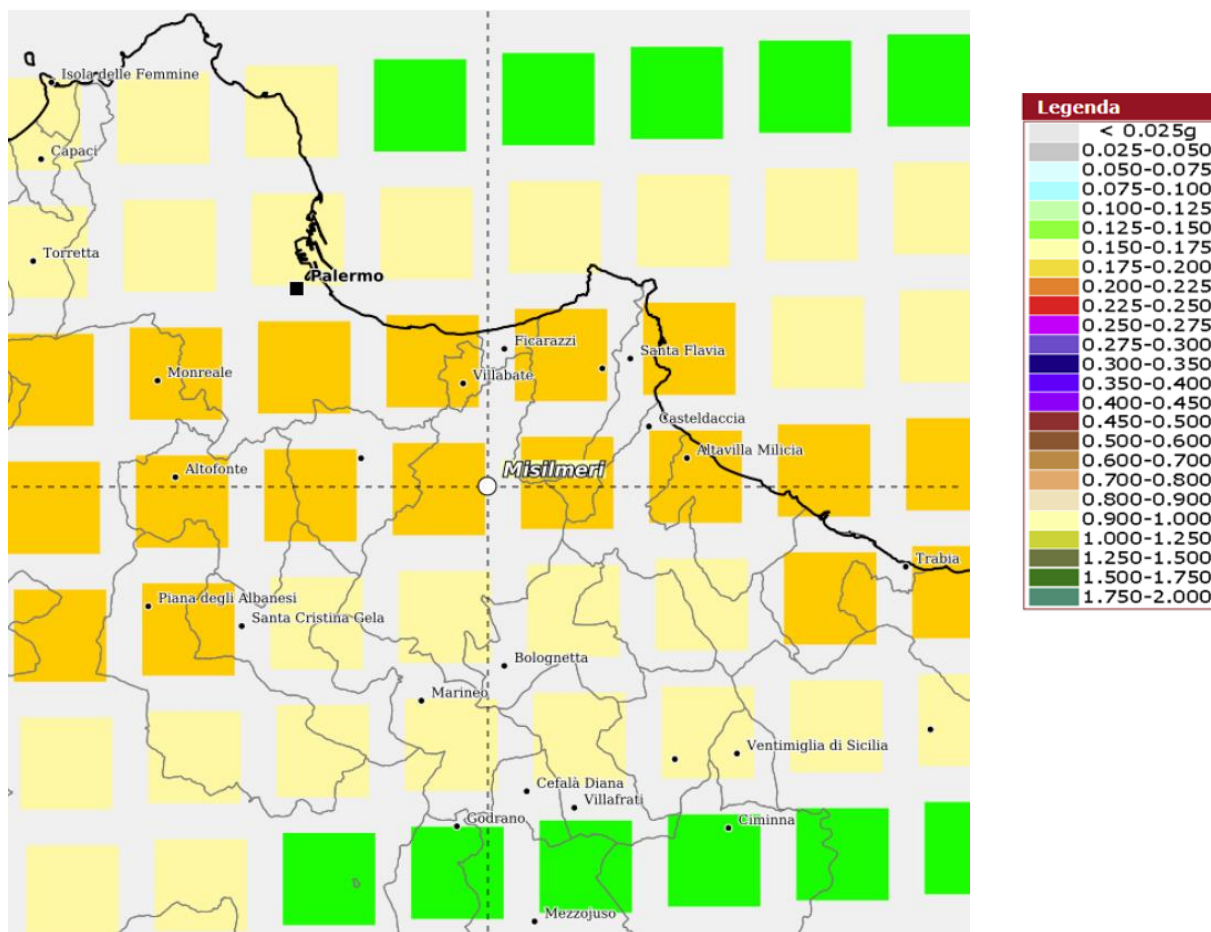 Isola delle Femmine
Capaci
Torretta
Palermo
Ficarazzi
Santa Flavia
Monreale
Villabate
Casteldaccia
Altavilla Milicia
Misilmeri
Altofonte
Trabia
Piana degli Albanesi
Santa Cristina Gela
Bolognetta
Marineo
Ventimiglia di Sicilia
Cefalà Diana
Villafrati
Godrano
Ciminna
Mezzojuso
Legenda
< 0.025g
0.025-0.050
0.050-0.075
0.075-0.100
0.100-0.125
0.125-0.150
0.150-0.175
0.175-0.200
0.200-0.225
0.225-0.250
0.250-0.275
0.275-0.300
0.300-0.350
0.350-0.400
0.400-0.450
0.450-0.500
0.500-0.600
0.600-0.700
0.700-0.800
0.800-0.900
0.900-1.000
1.000-1.250
1.250-1.500
1.500-1.750
1.750-2.000